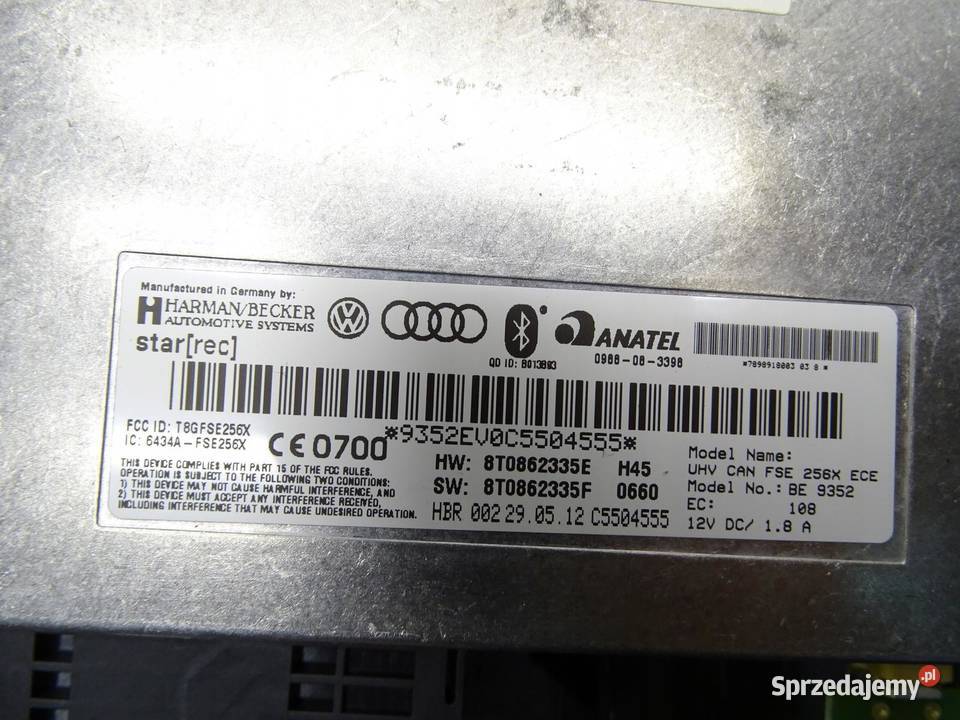 Manufactured in Germany by:
HARMAN/BECKER
AUTOMOTIVE SYSTEMS
star[rec]
QD ID: B013883
ANATEL
0988-08-3398
*7898918003 03 8 *
FCC ID: T8GFSE256X
IC: 6434A-FSE256X
CE 0700
*9352EV0C5504555*
THIS DEVICE COMPLIES WITH PART 15 OF THE FCC RULES.
OPERATION IS SUBJECT TO THE FOLLOWING TWO CONDITIONS:
1) THIS DEVICE MAY NOT CAUSE HARMFUL INTERFERENCE, AND
2) THIS DEVICE MUST ACCEPT ANY INTERFERENCE RECEIVED,
INCLUDING INTERFERENCE THAT MAY CAUSE UNDESIRED OPERATION.
HW: 8T0862335E H45
SW: 8T0862335F 0660
HBR 002 29.05.12 C5504555
Model Name:
UHV CAN FSE 256X ECE
Model No.: BE 9352
EC: 108
12V DC/ 1.8 A
Sprzedajemy.pl